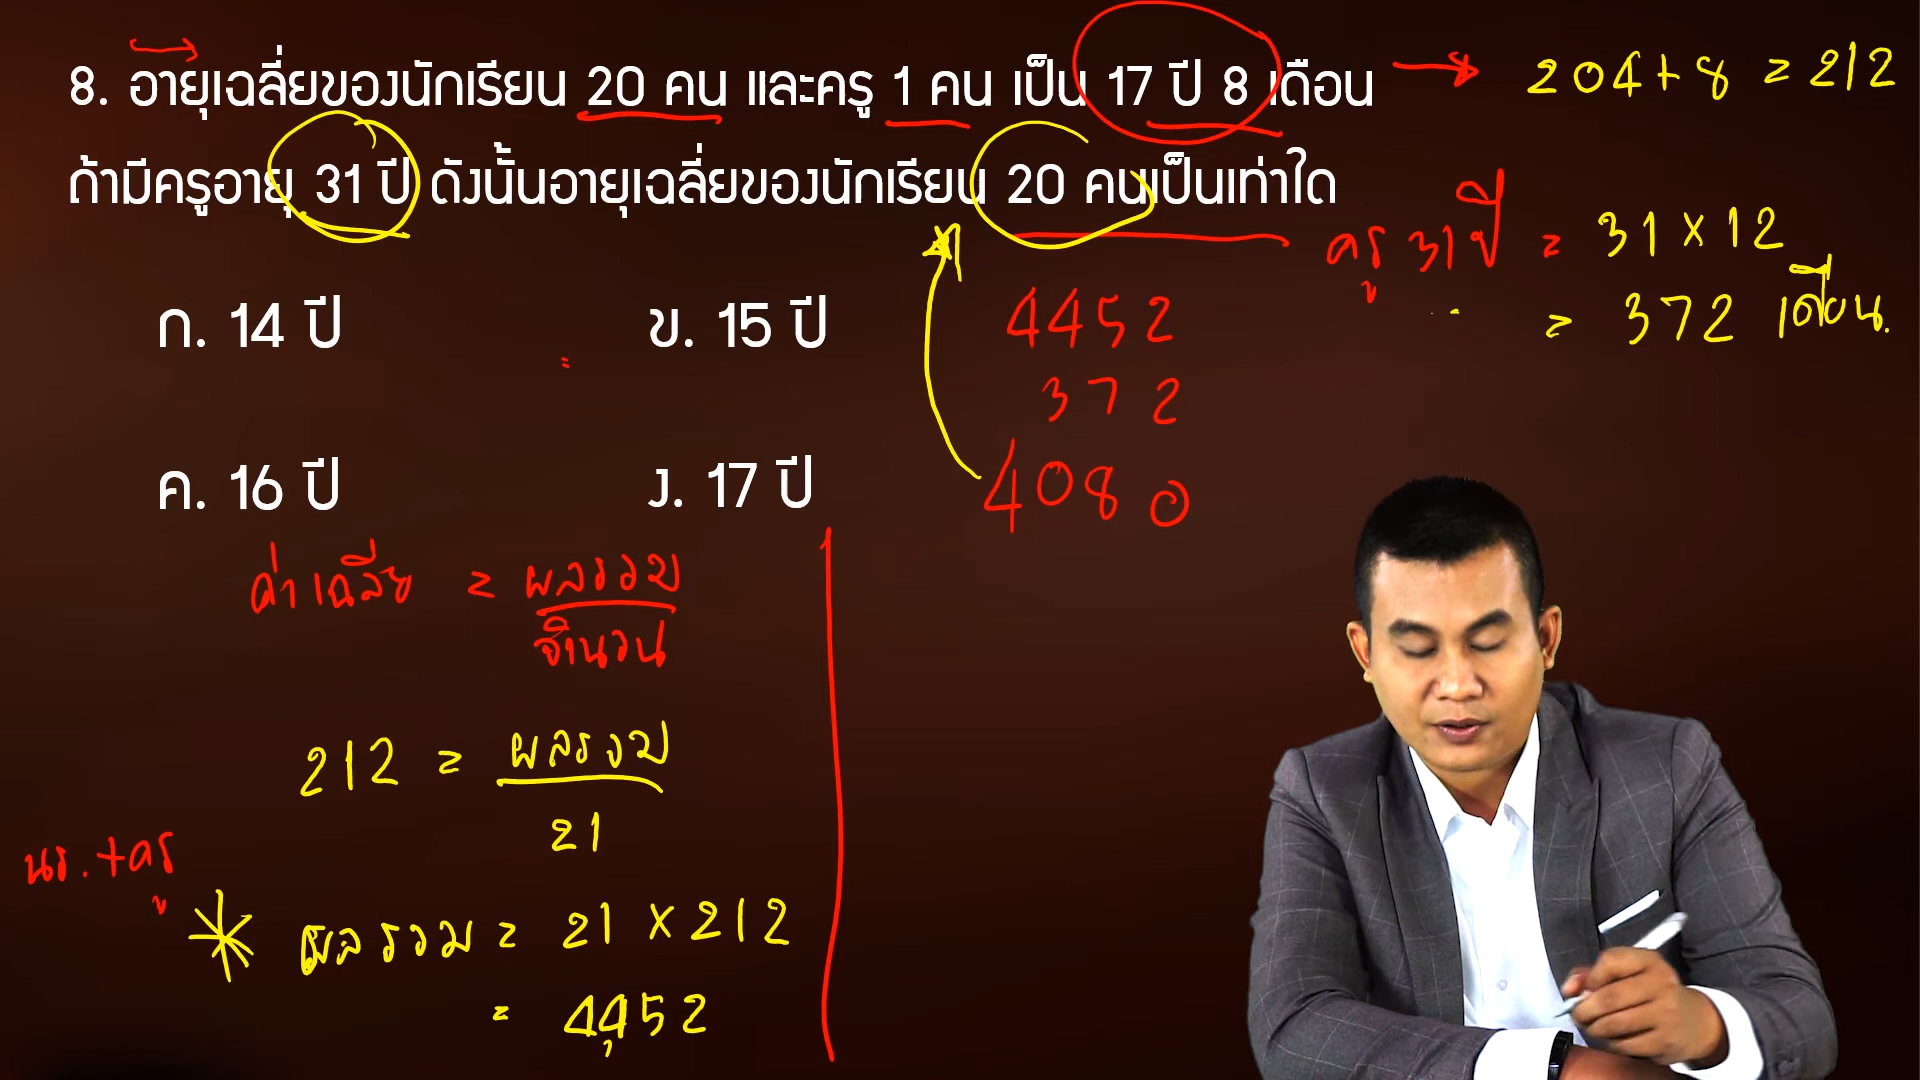 8. อายุเฉลี่ยของนักเรียน 20 คน และครู 1 คน เป็น 17 ปี 8 เดือน
204+8 = 212
ถ้ามีครูอายุ 31 ปี ดังนั้นอายุเฉลี่ยของนักเรียน 20 คนเป็นเท่าใด
ครู 31 ปี = 31 x 12
= 372 เดือน.
ก. 14 ปี
ข. 15 ปี
ค. 16 ปี
ง. 17 ปี
4452
372
4080
ค่าเฉลี่ย = ผลรวม
จำนวน
212 = ผลรวม
21
นร. + ครู
ผลรวม = 21 x 212
= 4452